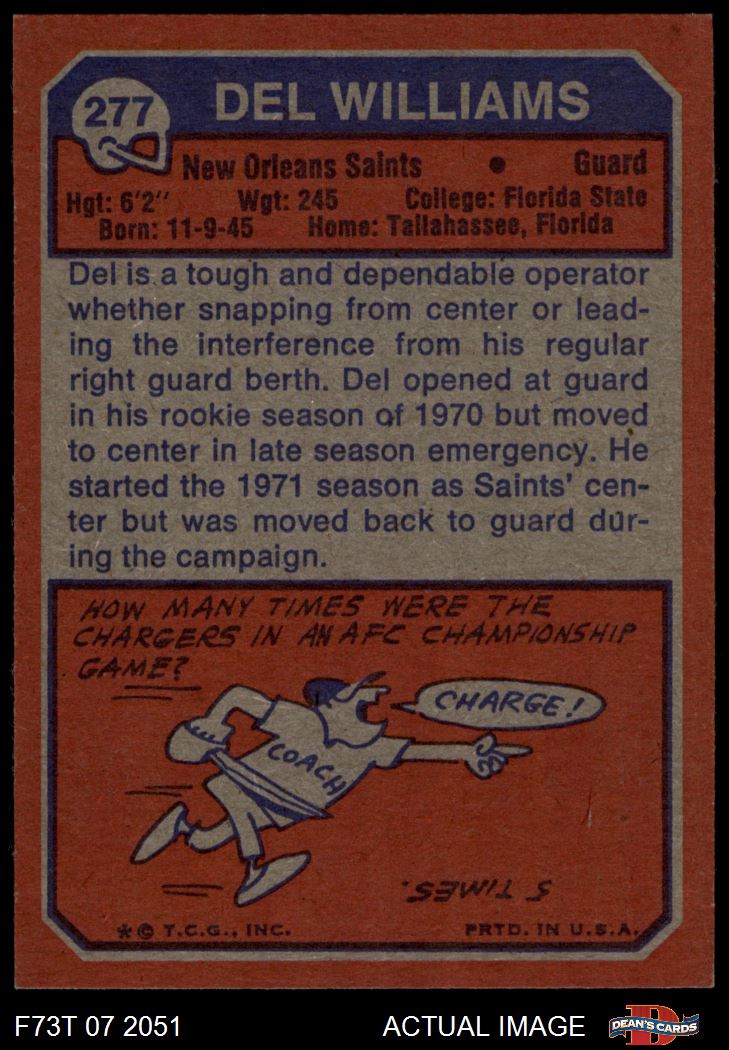 277
DEL WILLIAMS
New Orleans Saints • Guard
Hgt: 6'2" Wgt: 245 College: Florida State
Born: 11-9-45 Home: Tallahassee, Florida
Del is a tough and dependable operator
whether snapping from center or lead-
ing the interference from his regular
right guard berth. Del opened at guard
in his rookie season of 1970 but moved
to center in late season emergency. He
started the 1971 season as Saints' cen-
ter but was moved back to guard dur-
ing the campaign.
HOW MANY TIMES WERE THE
CHARGERS IN AN AFC CHAMPIONSHIP
GAME?
CHARGE!
COACH
5 TIMES.
* © T.C.G., INC. PRTD. IN U.S.A.
F73T 07 2051 ACTUAL IMAGE DEAN'S CARDS